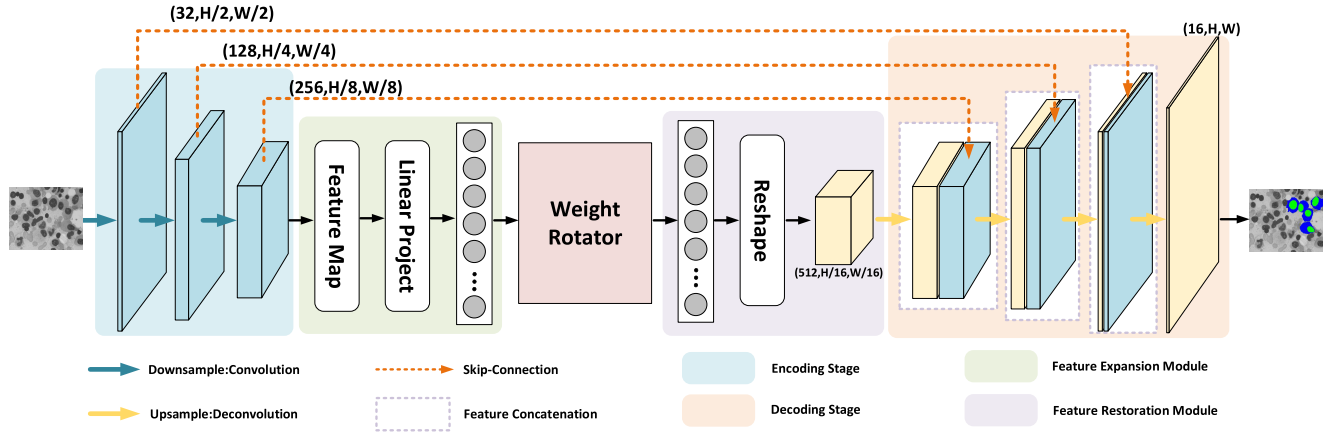 (32,H/2,W/2)
(128,H/4,W/4)
(256,H/8,W/8)
(16,H,W)
Feature Map
Linear Project
...
Weight
Rotator
...
Reshape
(512,H/16,W/16)
Downsample:Convolution
Skip-Connection
Encoding Stage
Feature Expansion Module
Upsample:Deconvolution
Feature Concatenation
Decoding Stage
Feature Restoration Module